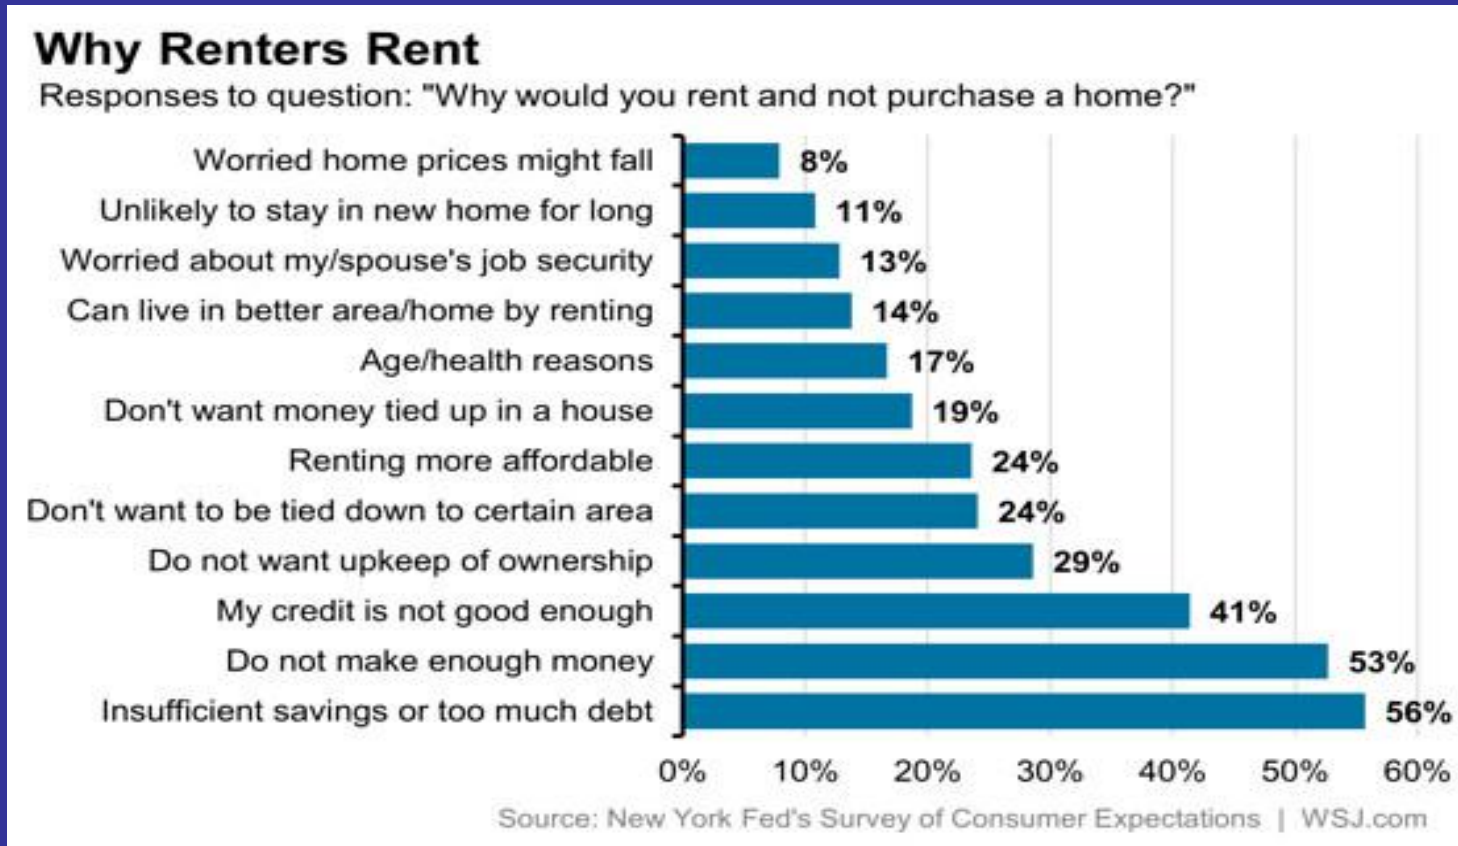 Why Renters Rent
Responses to question: "Why would you rent and not purchase a home?"
Worried home prices might fall 8%
Unlikely to stay in new home for long 11%
Worried about my/spouse's job security 13%
Can live in better area/home by renting 14%
Age/health reasons 17%
Don't want money tied up in a house 19%
Renting more affordable 24%
Don't want to be tied down to certain area 24%
Do not want upkeep of ownership 29%
My credit is not good enough 41%
Do not make enough money 53%
Insufficient savings or too much debt 56%
0% 10% 20% 30% 40% 50% 60%
Source: New York Fed's Survey of Consumer Expectations | WSJ.com